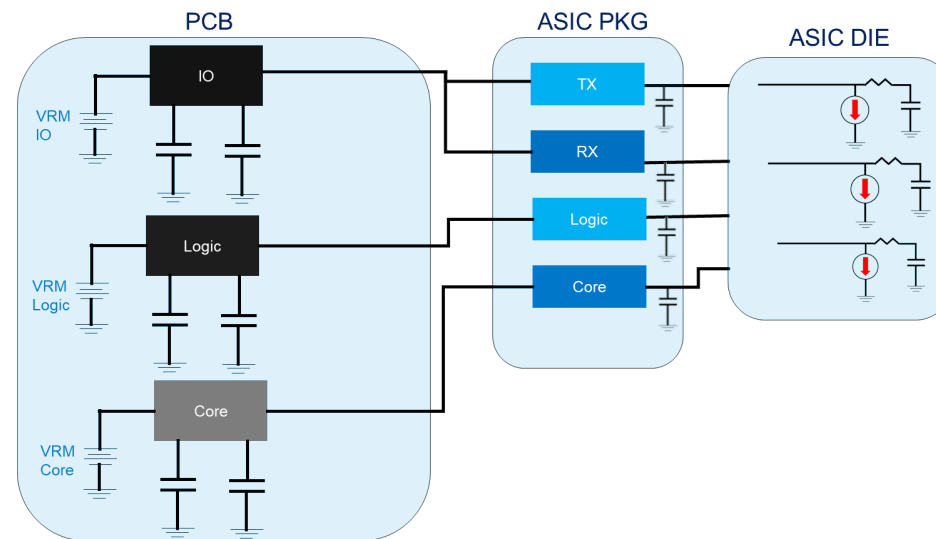 PCB
ASIC PKG
ASIC DIE
IO
VRM
IO
TX
RX
Logic
Logic
VRM
Logic
Core
Core
VRM
Core